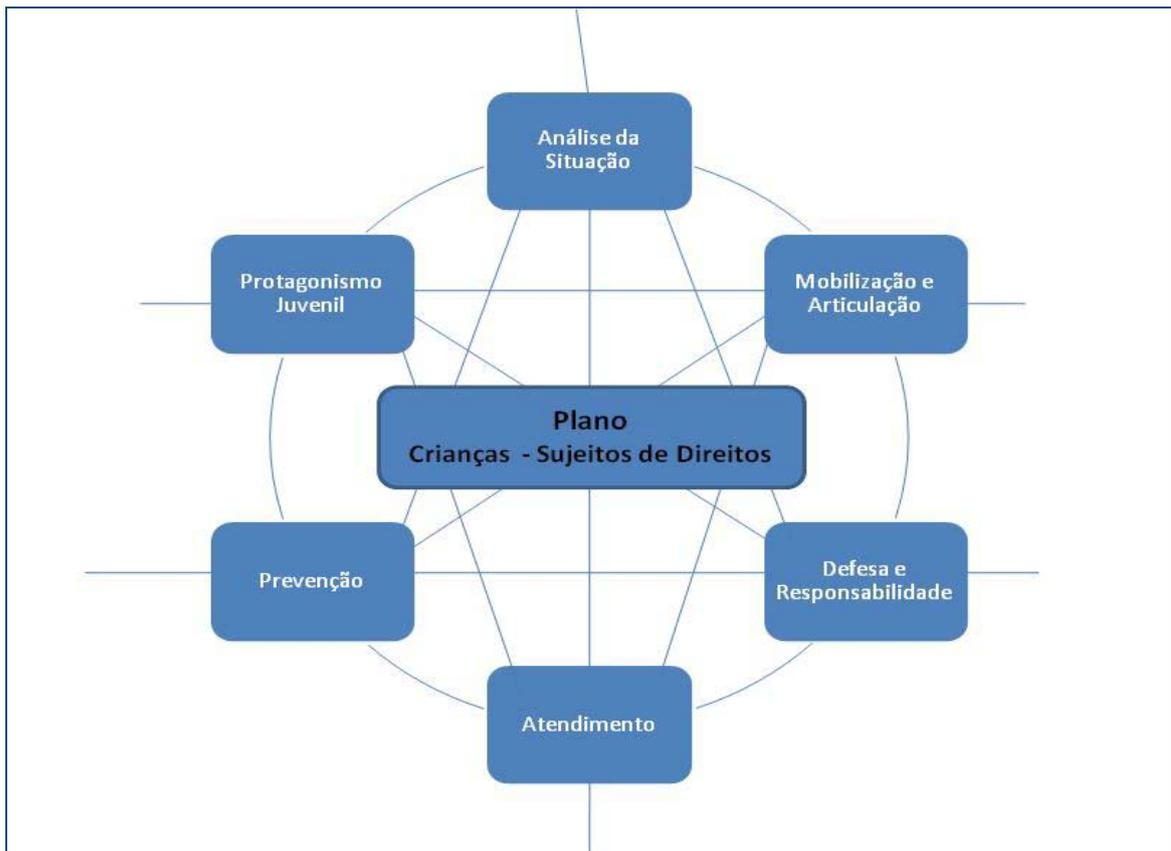 Análise da
Situação
Protagonismo
Juvenil
Mobilização e
Articulação
Plano
Crianças - Sujeitos de Direitos
Prevenção
Defesa e
Responsabilidade
Atendimento